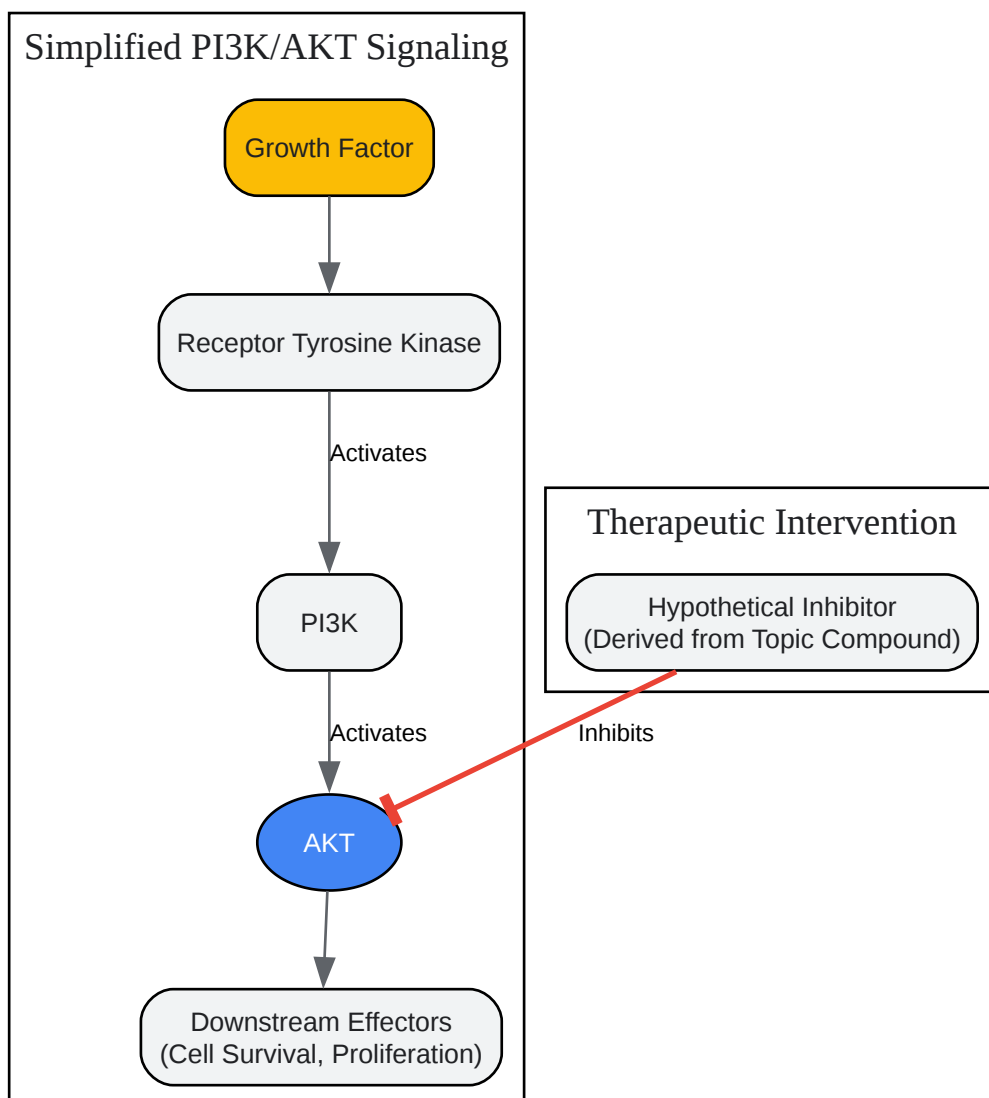 Simplified PI3K/AKT Signaling
Growth Factor
Receptor Tyrosine Kinase
Activates
PI3K
Activates
AKT
Downstream Effectors
(Cell Survival, Proliferation)
Therapeutic Intervention
Hypothetical Inhibitor
(Derived from Topic Compound)
Inhibits